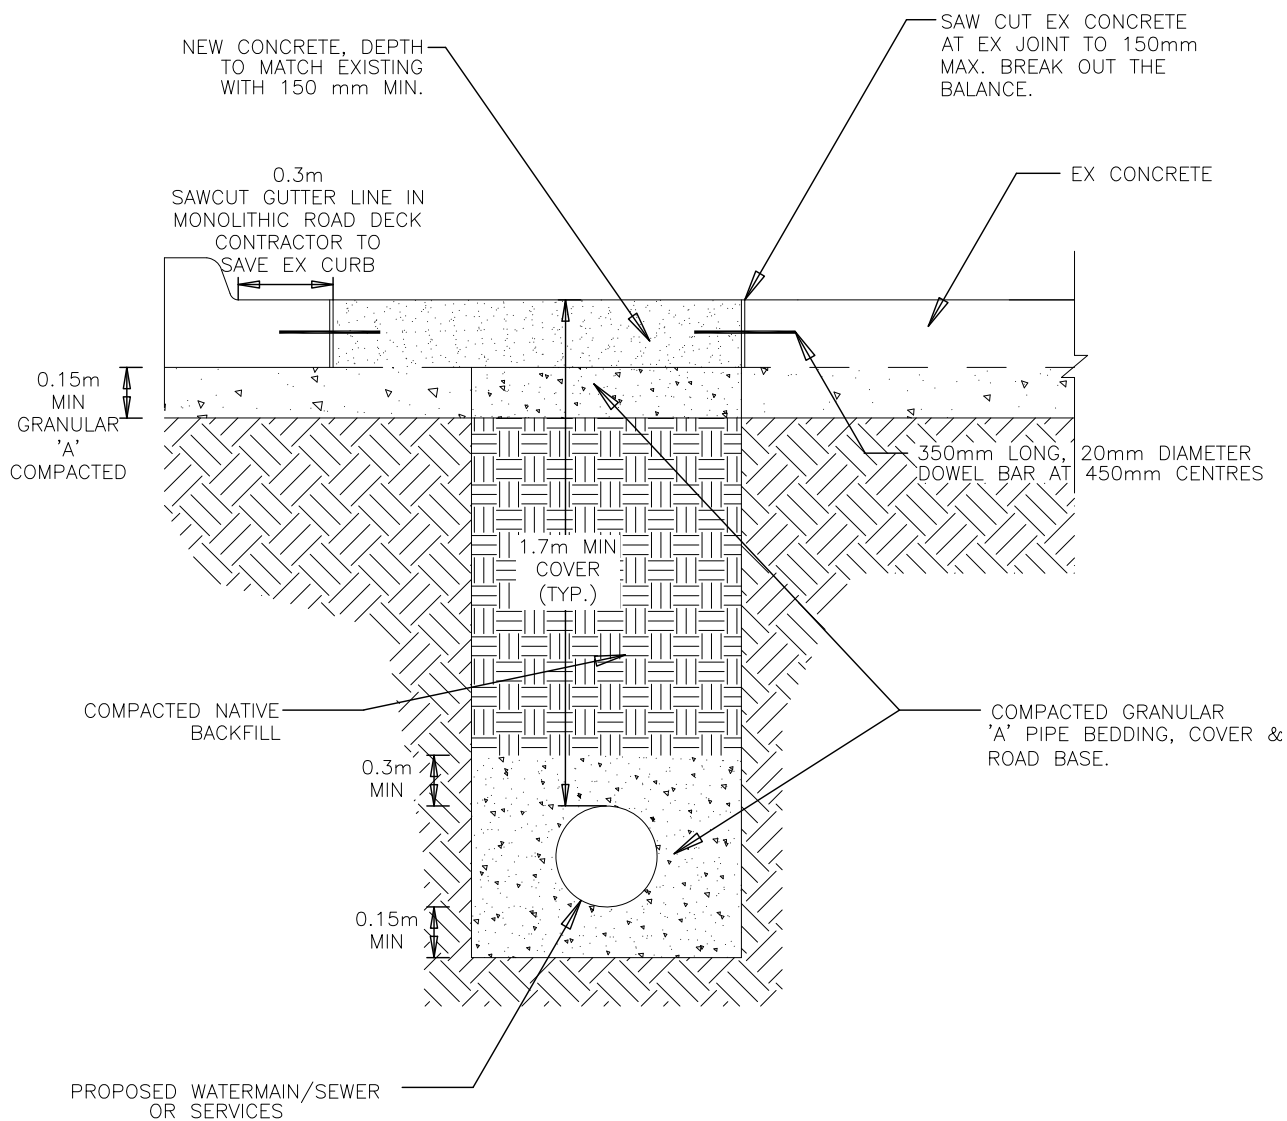 NEW CONCRETE, DEPTH
TO MATCH EXISTING
WITH 150 mm MIN.
SAW CUT EX CONCRETE
AT EX JOINT TO 150mm
MAX. BREAK OUT THE
BALANCE.
0.3m
SAWCUT GUTTER LINE IN
MONOLITHIC ROAD DECK
CONTRACTOR TO
SAVE EX CURB
EX CONCRETE
0.15m
MIN
GRANULAR
'A'
COMPACTED
350mm LONG, 20mm DIAMETER
DOWEL BAR AT 450mm CENTRES
1.7m MIN
COVER
(TYP.)
COMPACTED NATIVE
BACKFILL
COMPACTED GRANULAR
'A' PIPE BEDDING, COVER &
ROAD BASE.
0.3m
MIN
0.15m
MIN
PROPOSED WATERMAIN/SEWER
OR SERVICES